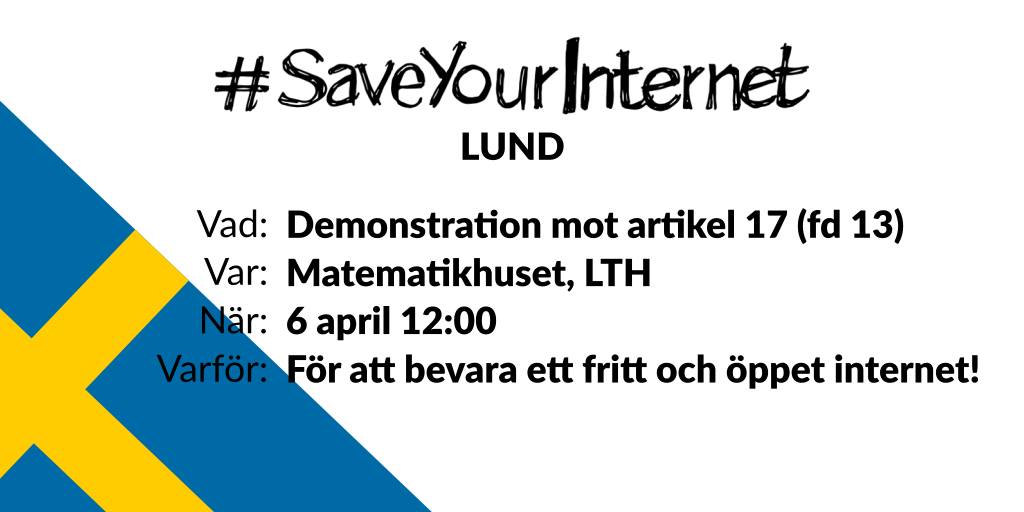 #SaveYourInternet
LUND
Vad: Demonstration mot artikel 17 (fd 13)
Var: Matematikhuset, LTH
När: 6 april 12:00
Varför: För att bevara ett fritt och öppet internet!